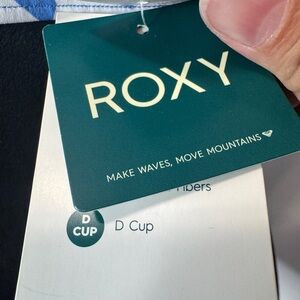 ROXY
MAKE WAVES, MOVE MOUNTAINS
D
CUP
D Cup